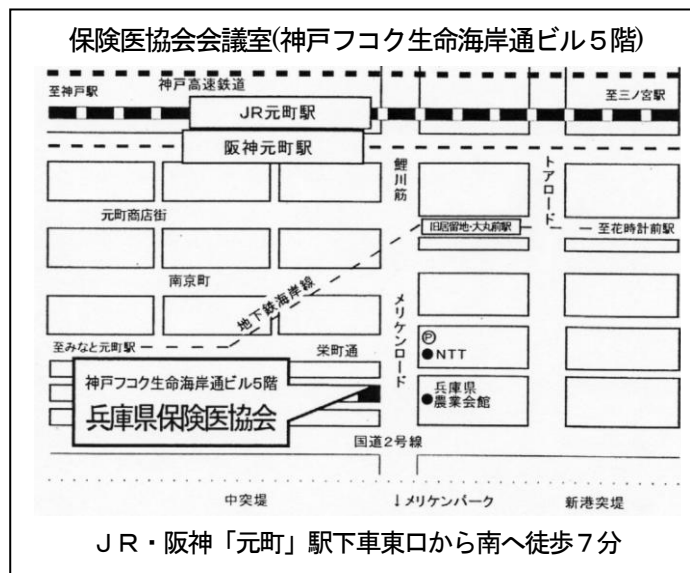 保険医協会会議室(神戸フコク生命海岸通ビル５階)
神戸高速鉄道
至神戸駅
至三ノ宮駅
JR元町駅
阪神元町駅
鯉川筋
トアロード
元町商店街
旧居留地・大丸前駅
至花時計前駅
南京町
地下鉄海岸線
メリケンロード
至みなと元町駅
栄町通
Ⓟ
●NTT
神戸フコク生命海岸通ビル5階
兵庫県保険医協会
兵庫県
●農業会館
国道2号線
中突堤
↓メリケンパーク
新港突堤
ＪＲ・阪神「元町」駅下車東口から南へ徒歩７分